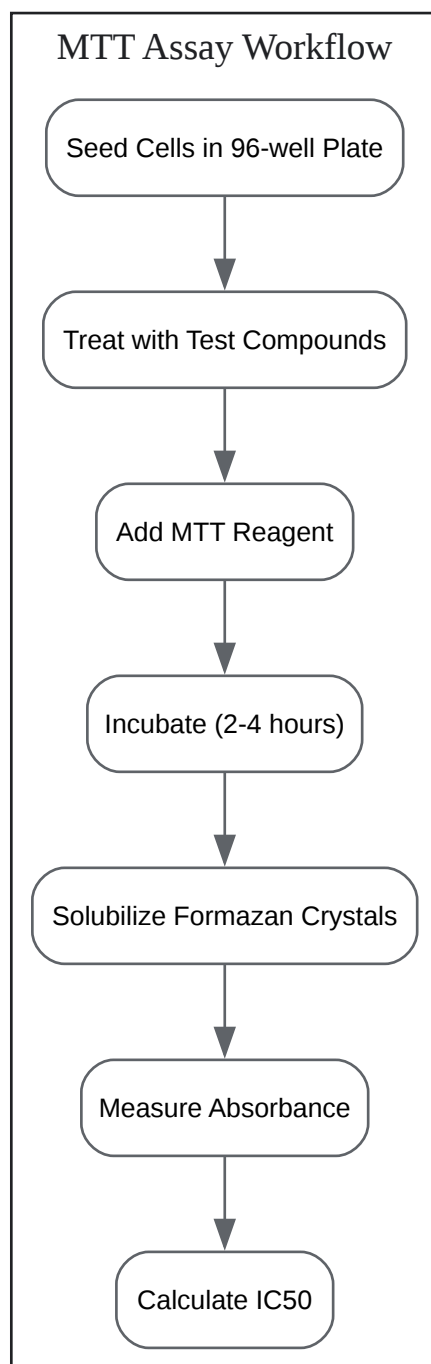 MTT Assay Workflow
Seed Cells in 96-well Plate
Treat with Test Compounds
Add MTT Reagent
Incubate (2-4 hours)
Solubilize Formazan Crystals
Measure Absorbance
Calculate IC50